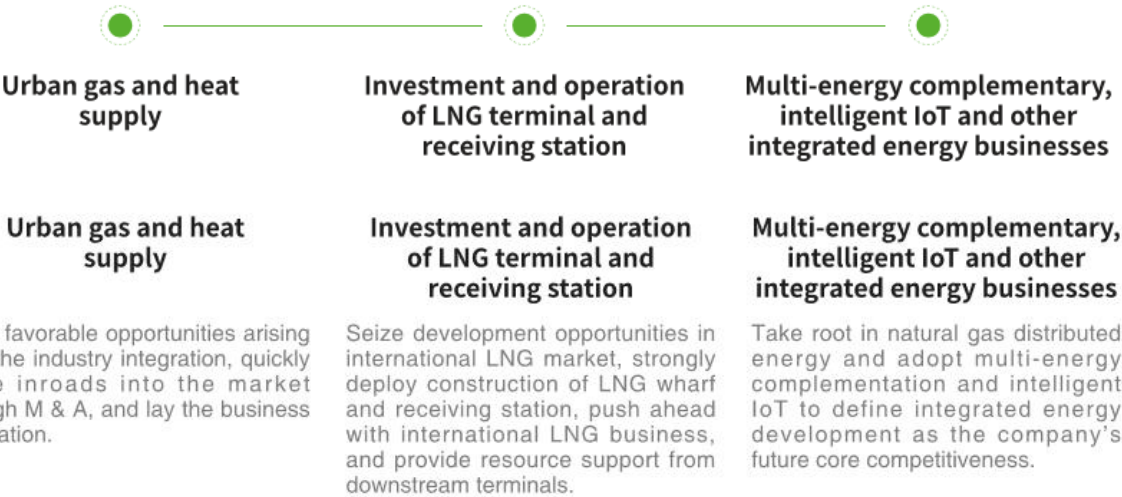 Urban gas and heat
supply
Investment and operation
of LNG terminal and
receiving station
Multi-energy complementary,
intelligent IoT and other
integrated energy businesses
Urban gas and heat
supply
favorable opportunities arising
industry integration, quickly
inroads into the market
M & A, and lay the business
Investment and operation
of LNG terminal and
receiving station
Seize development opportunities in
international LNG market, strongly
deploy construction of LNG wharf
and receiving station, push ahead
with international LNG business,
and provide resource support from
downstream terminals.
Multi-energy complementary,
intelligent IoT and other
integrated energy businesses
Take root in natural gas distributed
energy and adopt multi-energy
complementation and intelligent
IoT to define integrated energy
development as the company's
future core competitiveness.